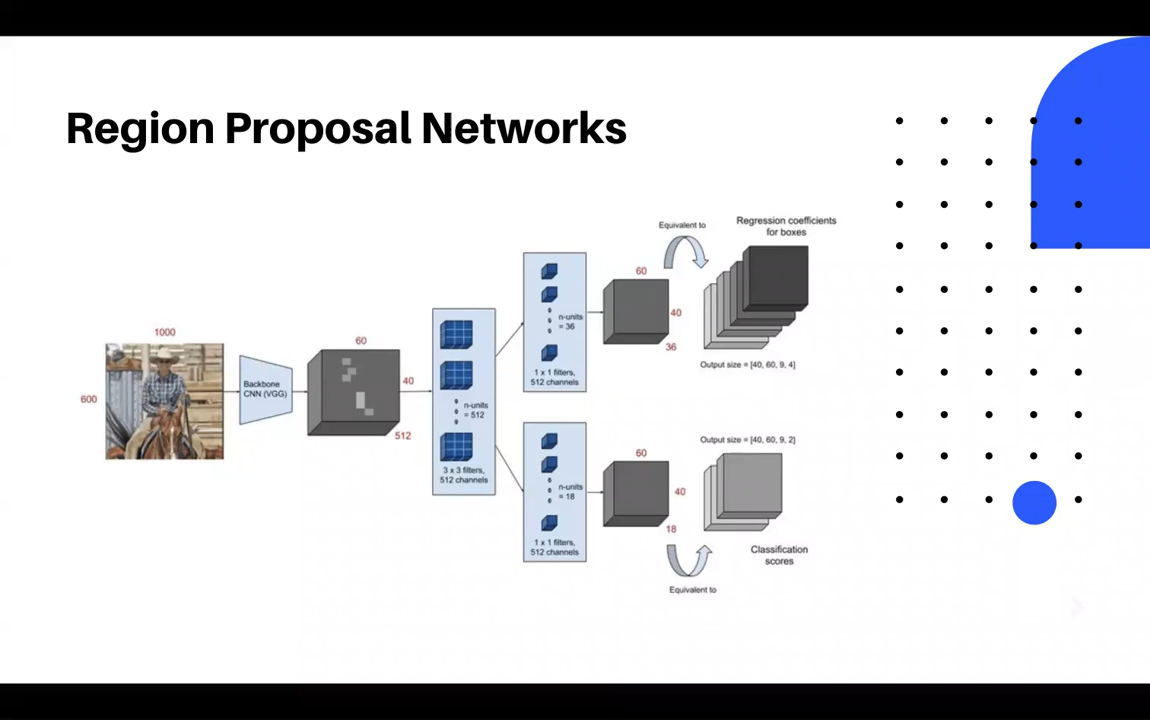 Region Proposal Networks
1000
600
Backbone
CNN (VGG)
60
40
512
n-units
= 512
3 x 3 filters,
512 channels
n-units
= 36
1 x 1 filters,
512 channels
60
40
36
Equivalent to
Regression coefficients
for boxes
Output size = [40, 60, 9, 4]
n-units
= 18
1 x 1 filters,
512 channels
60
40
18
Output size = [40, 60, 9, 2]
Classification
scores
Equivalent to